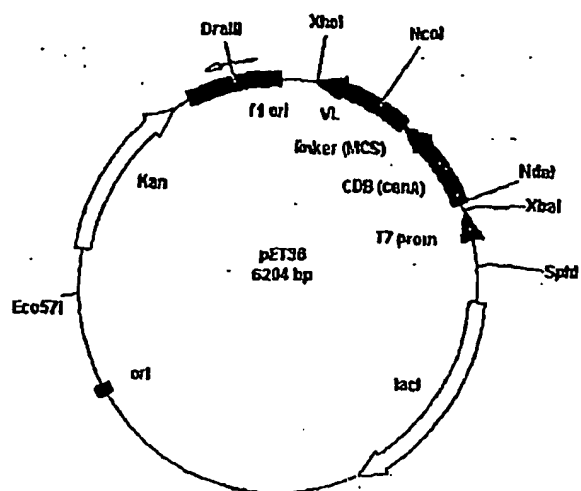 DraIII
XhoI
NcoI
f1 ori
VL
linker (MCS)
CDB (cenA)
NdeI
XbaI
T7 prom
SphI
Kan
pET38
6204 bp
Eco57I
ori
lacI